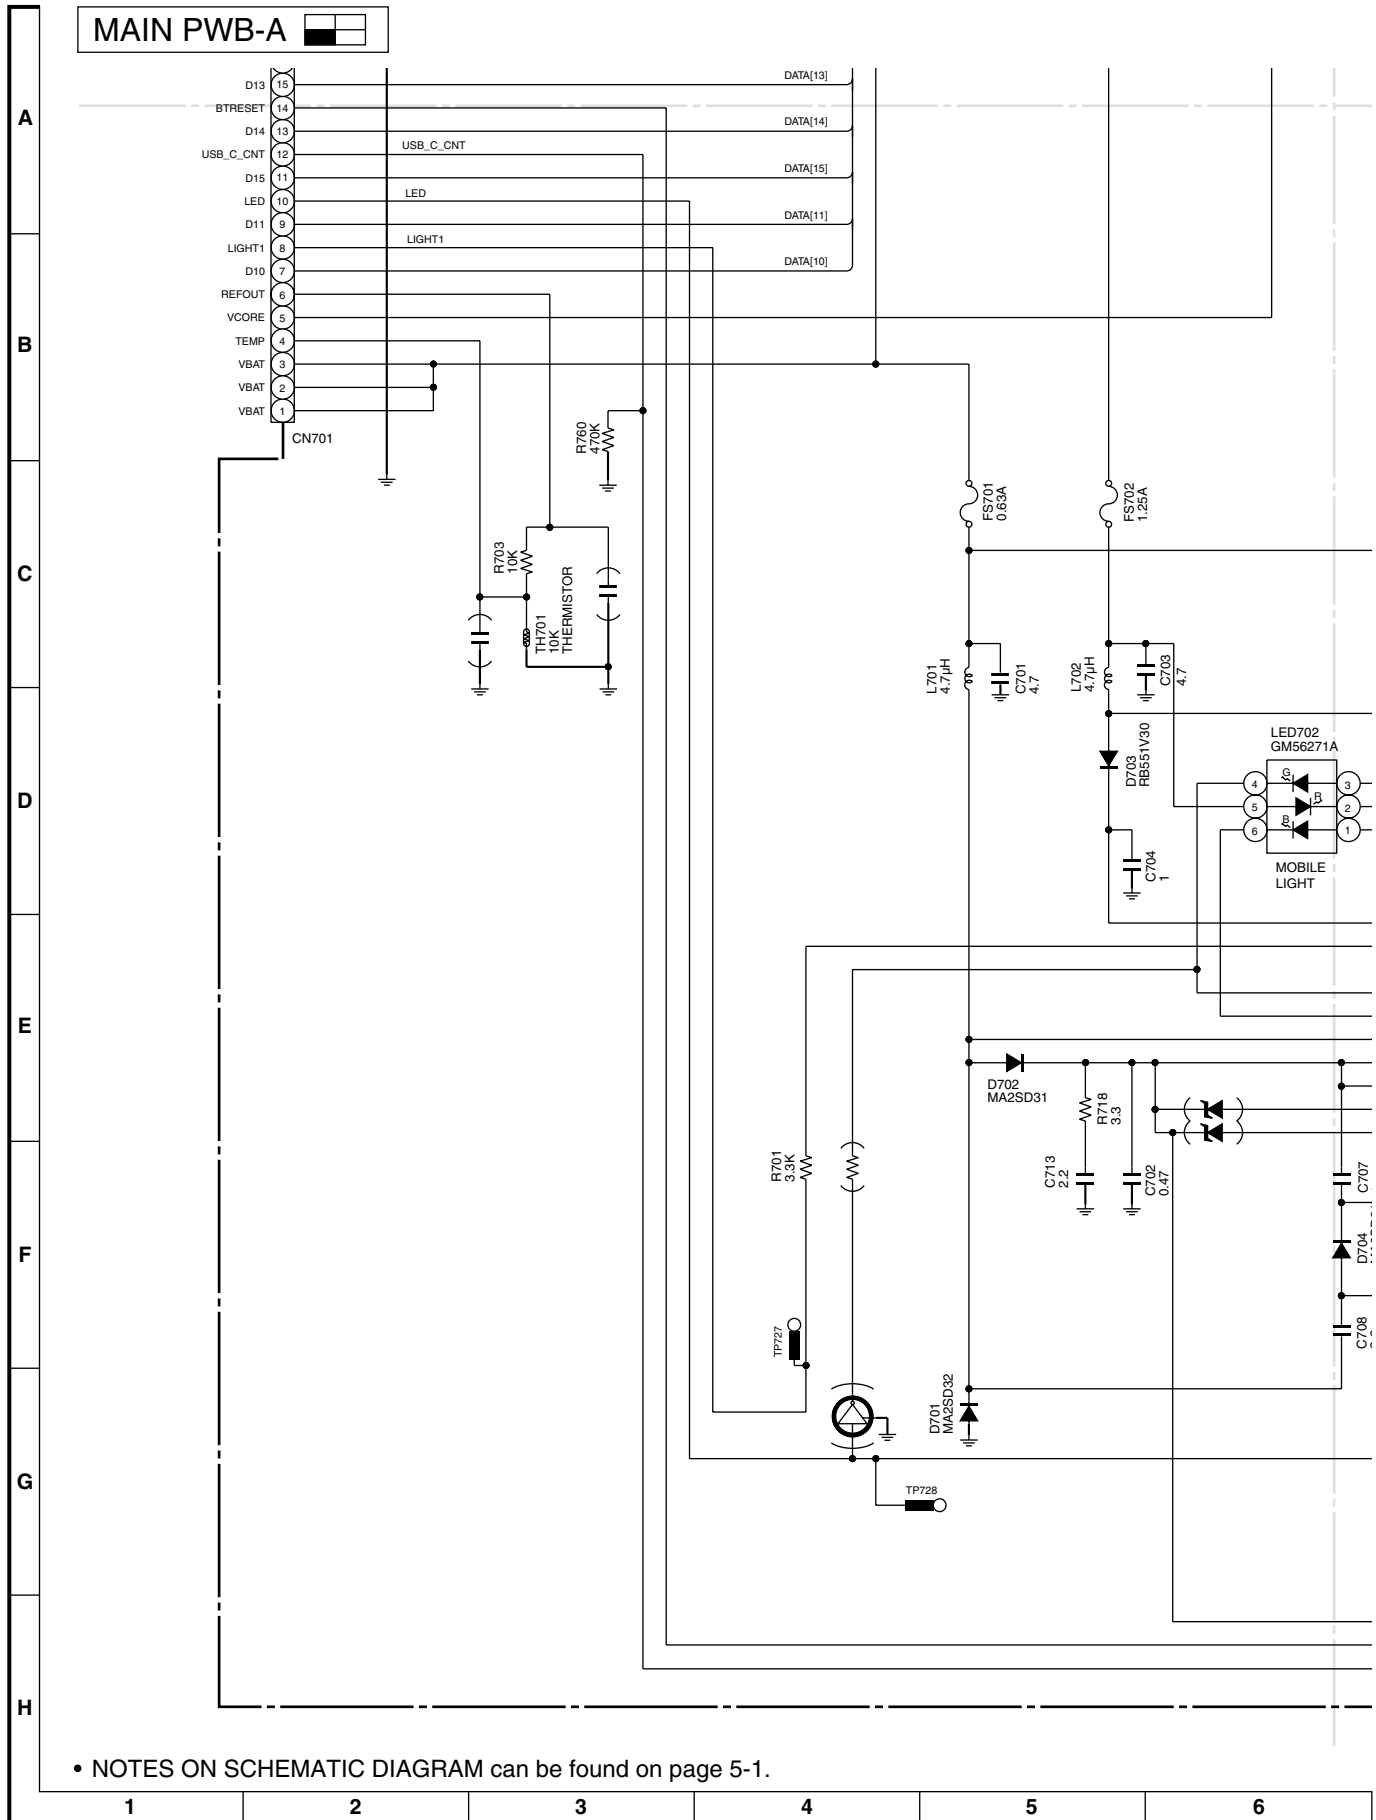 MAIN PWB-A
A
D13 15 DATA[13]
BTRESET 14
D14 13 DATA[14]
USB_C_CNT 12 USB_C_CNT
D15 11 DATA[15]
LED 10 LED
D11 9 DATA[11]
LIGHT1 8 LIGHT1
D10 7 DATA[10]
REFOUT 6
VCORE 5
B
TEMP 4
VBAT 3
VBAT 2
VBAT 1
CN701
R760
470K
FS701
0.63A
FS702
1.25A
C
R703
10K
TH701
10K
THERMISTOR
L701
4.7µH
C701
4.7
L702
4.7µH
C703
4.7
D
D703
RB551V30
LED702
GM56271A
4 G 3
5 R 2
6 B 1
MOBILE
LIGHT
C704
1
E
D702
MA2SD31
R718
3.3
R701
3.3K
C713
2.2
C702
0.47
C707
F
D704
C708
TP727
D701
MA2SD32
G
TP728
H
• NOTES ON SCHEMATIC DIAGRAM can be found on page 5-1.
1 2 3 4 5 6